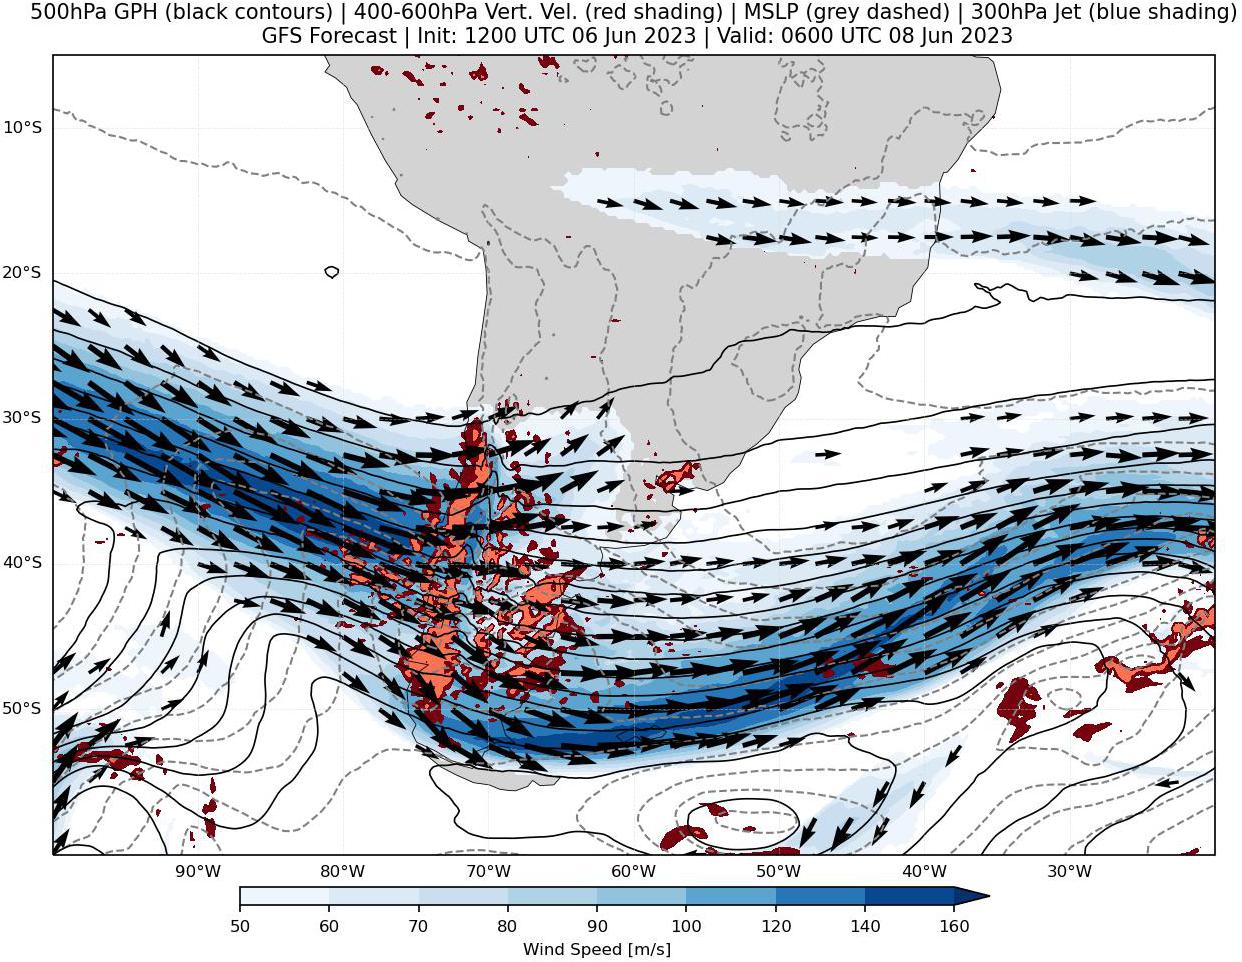 500hPa GPH (black contours) | 400-600hPa Vert. Vel. (red shading) | MSLP (grey dashed) | 300hPa Jet (blue shading)
GFS Forecast | Init: 1200 UTC 06 Jun 2023 | Valid: 0600 UTC 08 Jun 2023
10°S
20°S
30°S
40°S
50°S
90°W 80°W 70°W 60°W 50°W 40°W 30°W
50 60 70 80 90 100 120 140 160
Wind Speed [m/s]